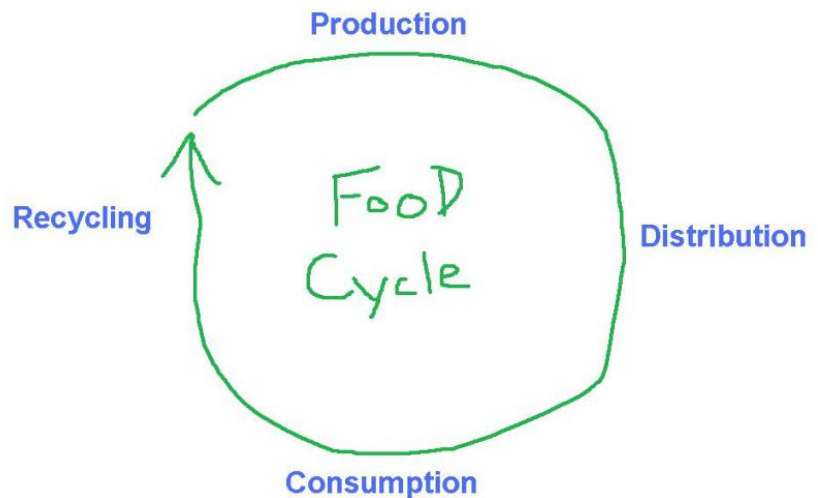 Production
Recycling
FooD
Cycle
Distribution
Consumption